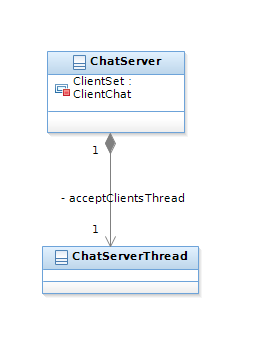 ChatServer
ClientSet :
ClientChat
1
- acceptClientsThread
1
ChatServerThread